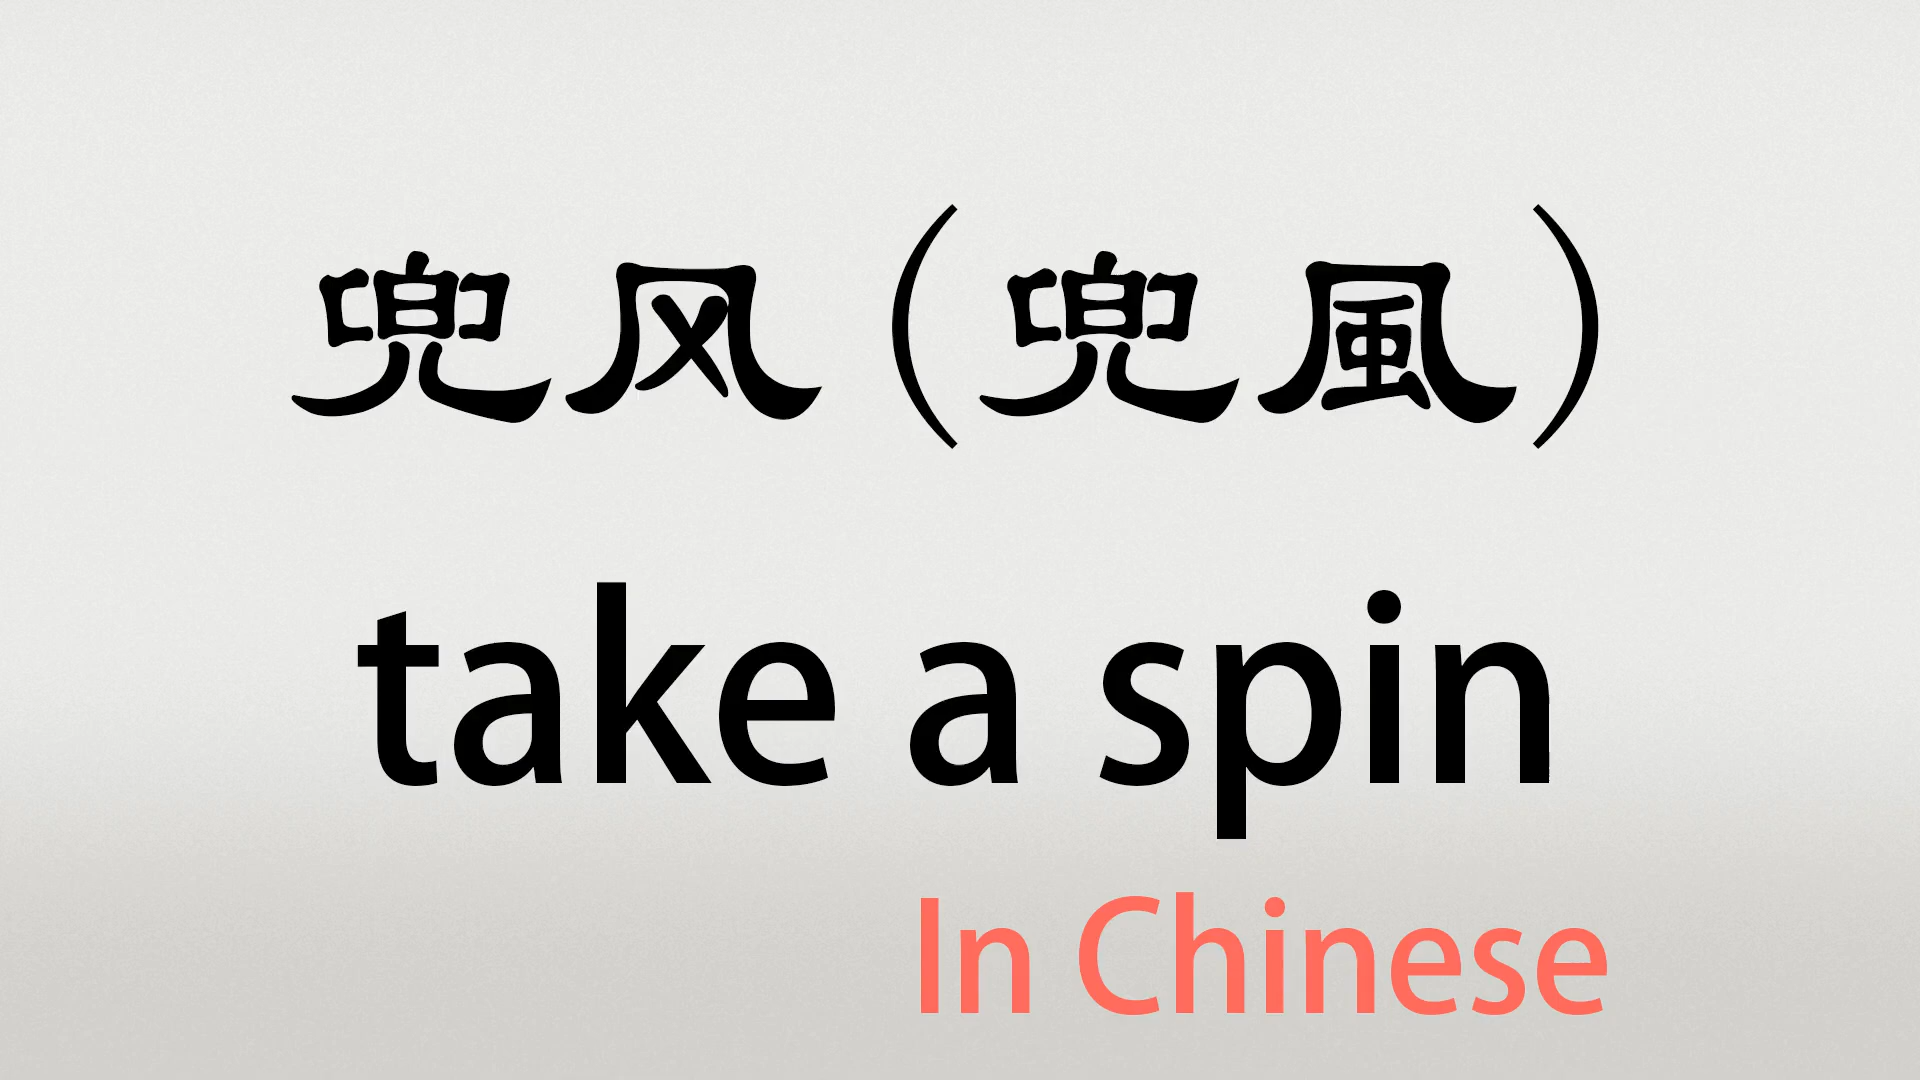 兜风（兜風）
take a spin
In Chinese